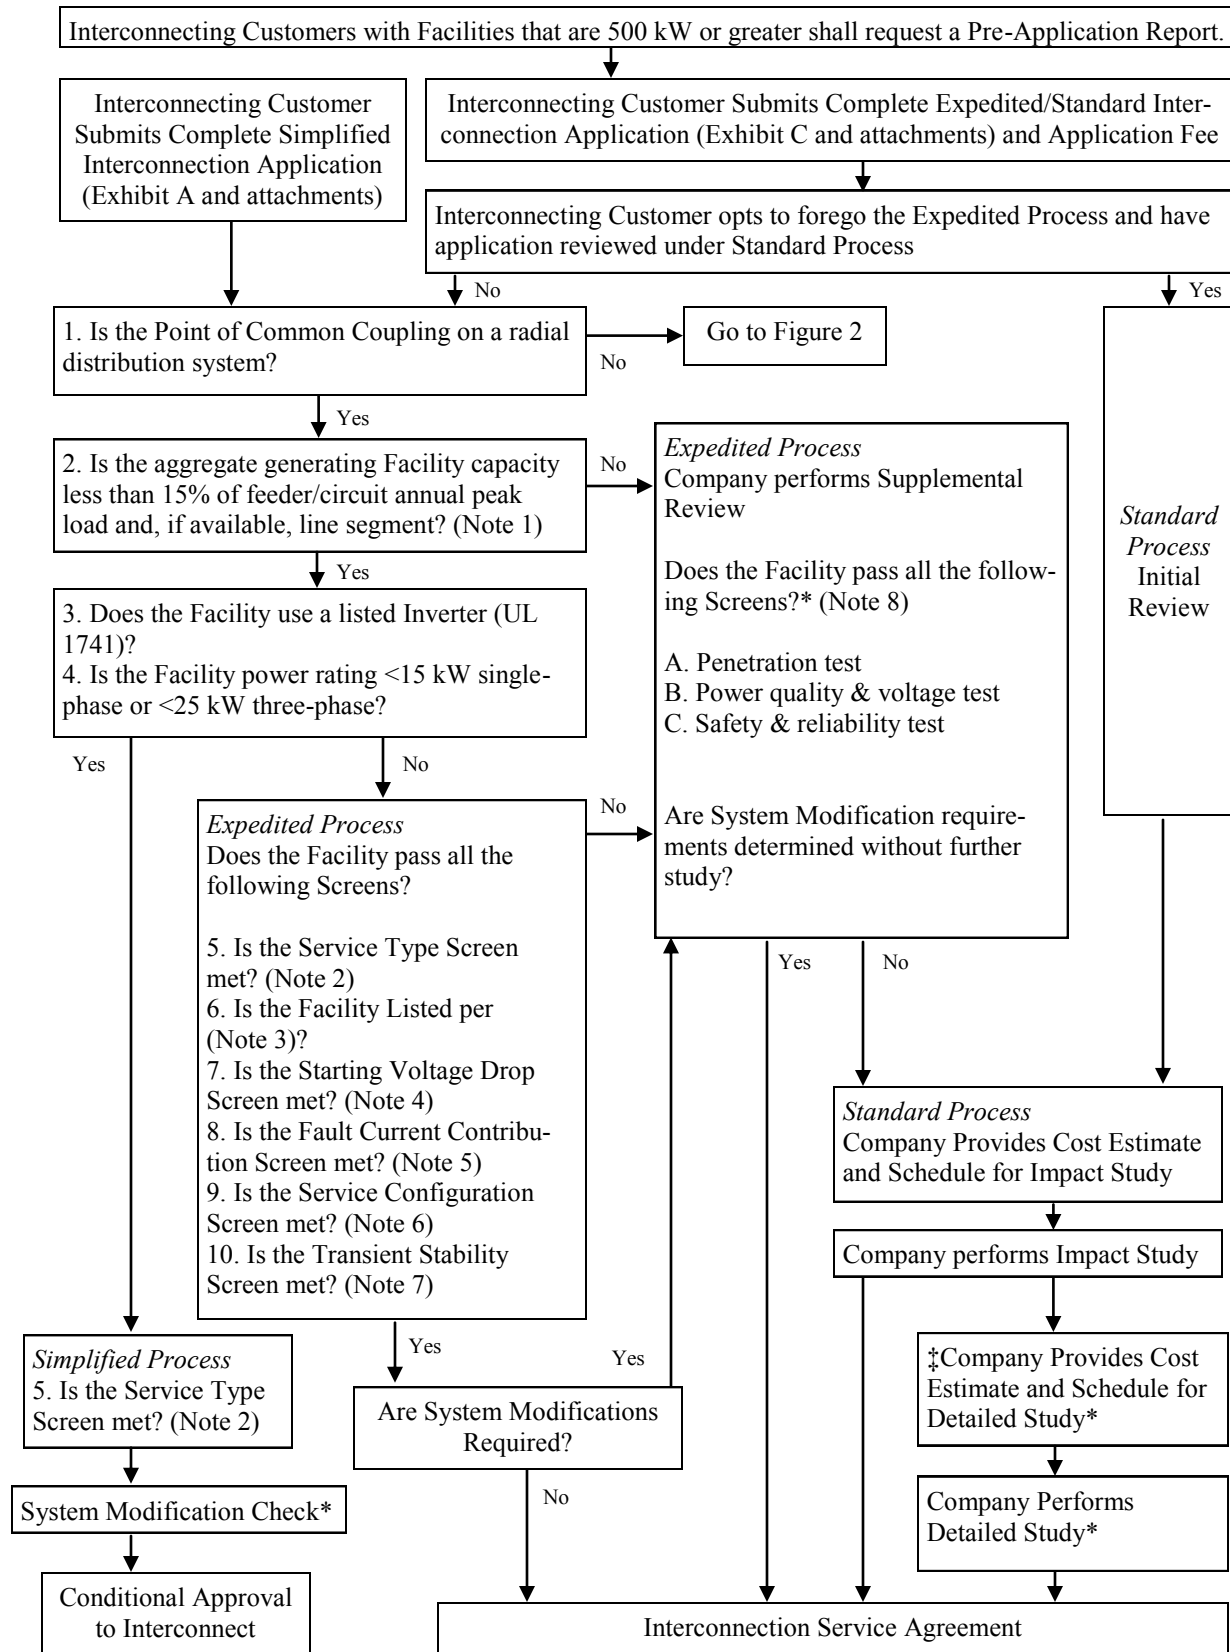 Interconnecting Customers with Facilities that are 500 kW or greater shall request a Pre-Application Report.
Interconnecting Customer
Submits Complete Simplified
Interconnection Application
(Exhibit A and attachments)
Interconnecting Customer Submits Complete Expedited/Standard Inter-
connection Application (Exhibit C and attachments) and Application Fee
Interconnecting Customer opts to forego the Expedited Process and have
application reviewed under Standard Process
No
Yes
1. Is the Point of Common Coupling on a radial
distribution system?
No
Go to Figure 2
Yes
2. Is the aggregate generating Facility capacity
less than 15% of feeder/circuit annual peak
load and, if available, line segment? (Note 1)
No
Yes
3. Does the Facility use a listed Inverter (UL
1741)?
4. Is the Facility power rating <15 kW single-
phase or <25 kW three-phase?
Yes
No
Expedited Process
Company performs Supplemental
Review
Does the Facility pass all the follow-
ing Screens?* (Note 8)
A. Penetration test
B. Power quality & voltage test
C. Safety & reliability test
Are System Modification require-
ments determined without further
study?
Yes
No
Standard
Process
Initial
Review
Expedited Process
Does the Facility pass all the
following Screens?
5. Is the Service Type Screen
met? (Note 2)
6. Is the Facility Listed per
(Note 3)?
7. Is the Starting Voltage Drop
Screen met? (Note 4)
8. Is the Fault Current Contribu-
tion Screen met? (Note 5)
9. Is the Service Configuration
Screen met? (Note 6)
10. Is the Transient Stability
Screen met? (Note 7)
No
Yes
Are System Modifications
Required?
Yes
No
Standard Process
Company Provides Cost Estimate
and Schedule for Impact Study
Company performs Impact Study
‡Company Provides Cost
Estimate and Schedule for
Detailed Study*
Company Performs
Detailed Study*
Simplified Process
5. Is the Service Type
Screen met? (Note 2)
System Modification Check*
Conditional Approval
to Interconnect
Interconnection Service Agreement